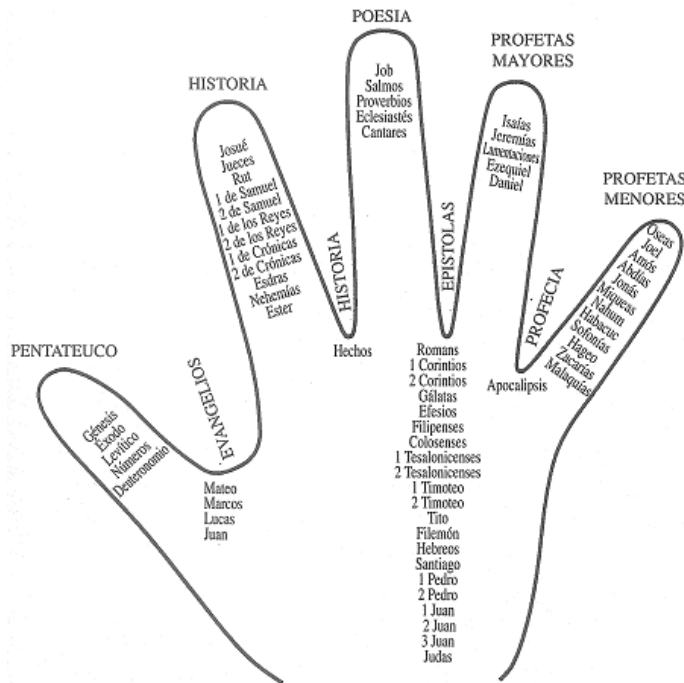 PENTATEUCO
Génesis
Exodo
Levítico
Números
Deuteronomio
EVANGELIOS
Mateo
Marcos
Lucas
Juan
HISTORIA
Josué
Jueces
Rut
1 de Samuel
2 de Samuel
1 de los Reyes
2 de los Reyes
1 de Crónicas
2 de Crónicas
Esdras
Nehemías
Ester
HISTORIA
Hechos
POESIA
Job
Salmos
Proverbios
Eclesiastés
Cantares
EPISTOLAS
Romans
1 Corintios
2 Corintios
Gálatas
Efesios
Filipenses
Colosenses
1 Tesalonicenses
2 Tesalonicenses
1 Timoteo
2 Timoteo
Tito
Filemón
Hebreos
Santiago
1 Pedro
2 Pedro
1 Juan
2 Juan
3 Juan
Judas
PROFETAS
MAYORES
Isaías
Jeremías
Lamentaciones
Ezequiel
Daniel
PROFECIA
Apocalipsis
PROFETAS
MENORES
Oseas
Joel
Amós
Abdías
Jonás
Miqueas
Nahum
Habacuc
Sofonías
Hageo
Zacarías
Malaquías